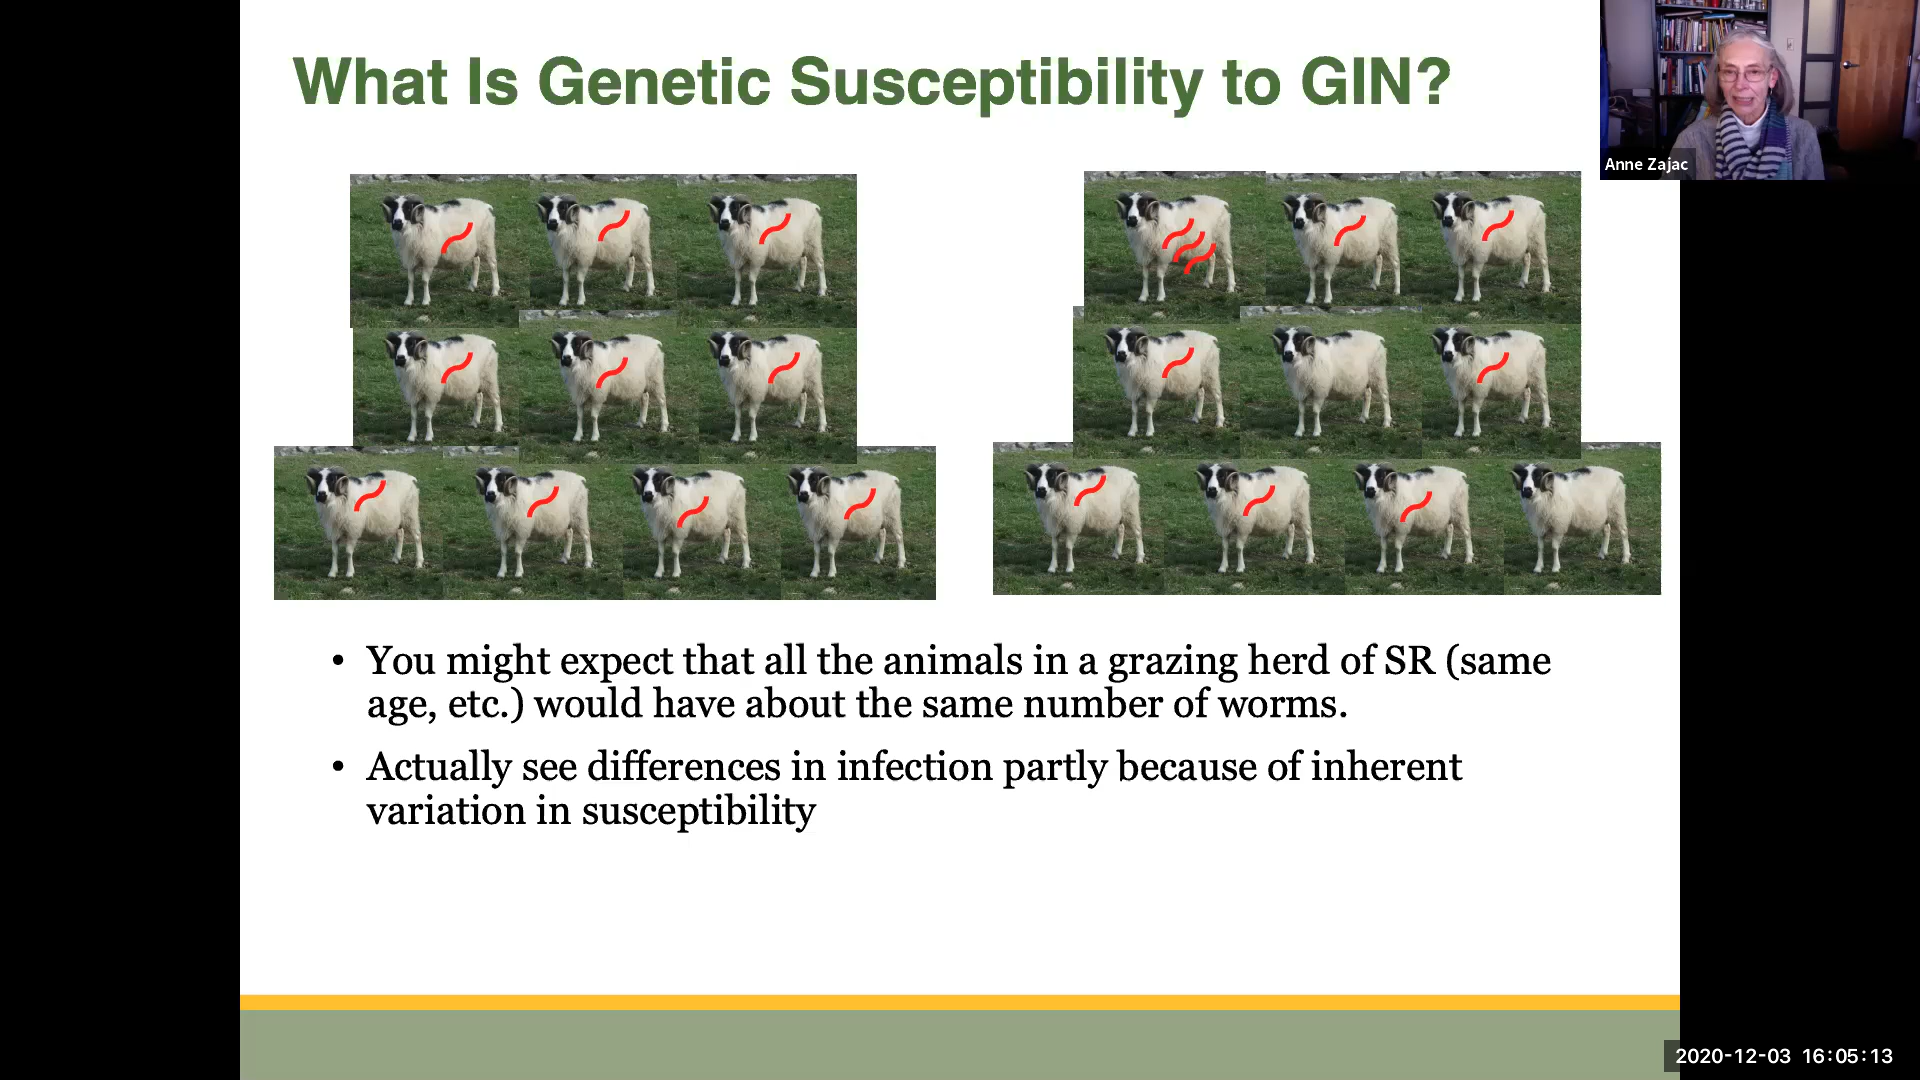 What Is Genetic Susceptibility to GIN?
Anne Zajac
• You might expect that all the animals in a grazing herd of SR (same
age, etc.) would have about the same number of worms.
• Actually see differences in infection partly because of inherent
variation in susceptibility
2020-12-03 16:05:13